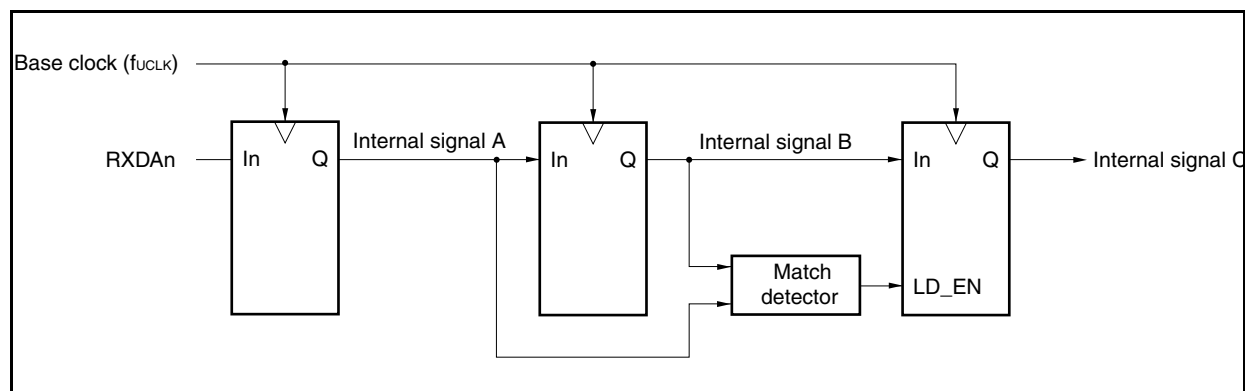 Base clock (fUCLK)
Internal signal A
Internal signal B
RXDAn
In
Q
In
Q
In
Q
Internal signal C
Match
detector
LD_EN